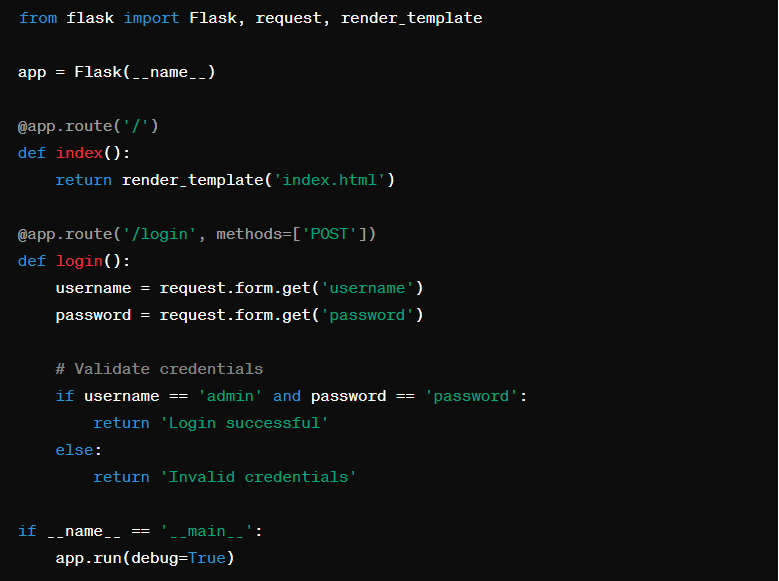 from flask import Flask, request, render_template
app = Flask(__name__)
@app.route('/')
def index():
    return render_template('index.html')
@app.route('/login', methods=['POST'])
def login():
    username = request.form.get('username')
    password = request.form.get('password')
    # Validate credentials
    if username == 'admin' and password == 'password':
        return 'Login successful'
    else:
        return 'Invalid credentials'
if __name__ == '__main__':
    app.run(debug=True)